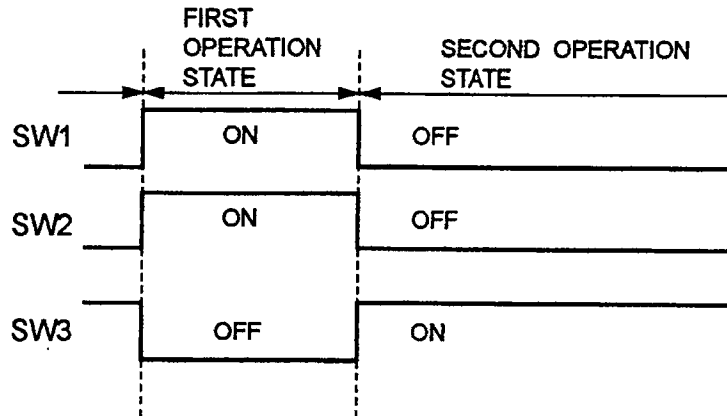 FIRST
OPERATION
STATE
SECOND OPERATION
STATE
SW1
ON
OFF
SW2
ON
OFF
SW3
OFF
ON